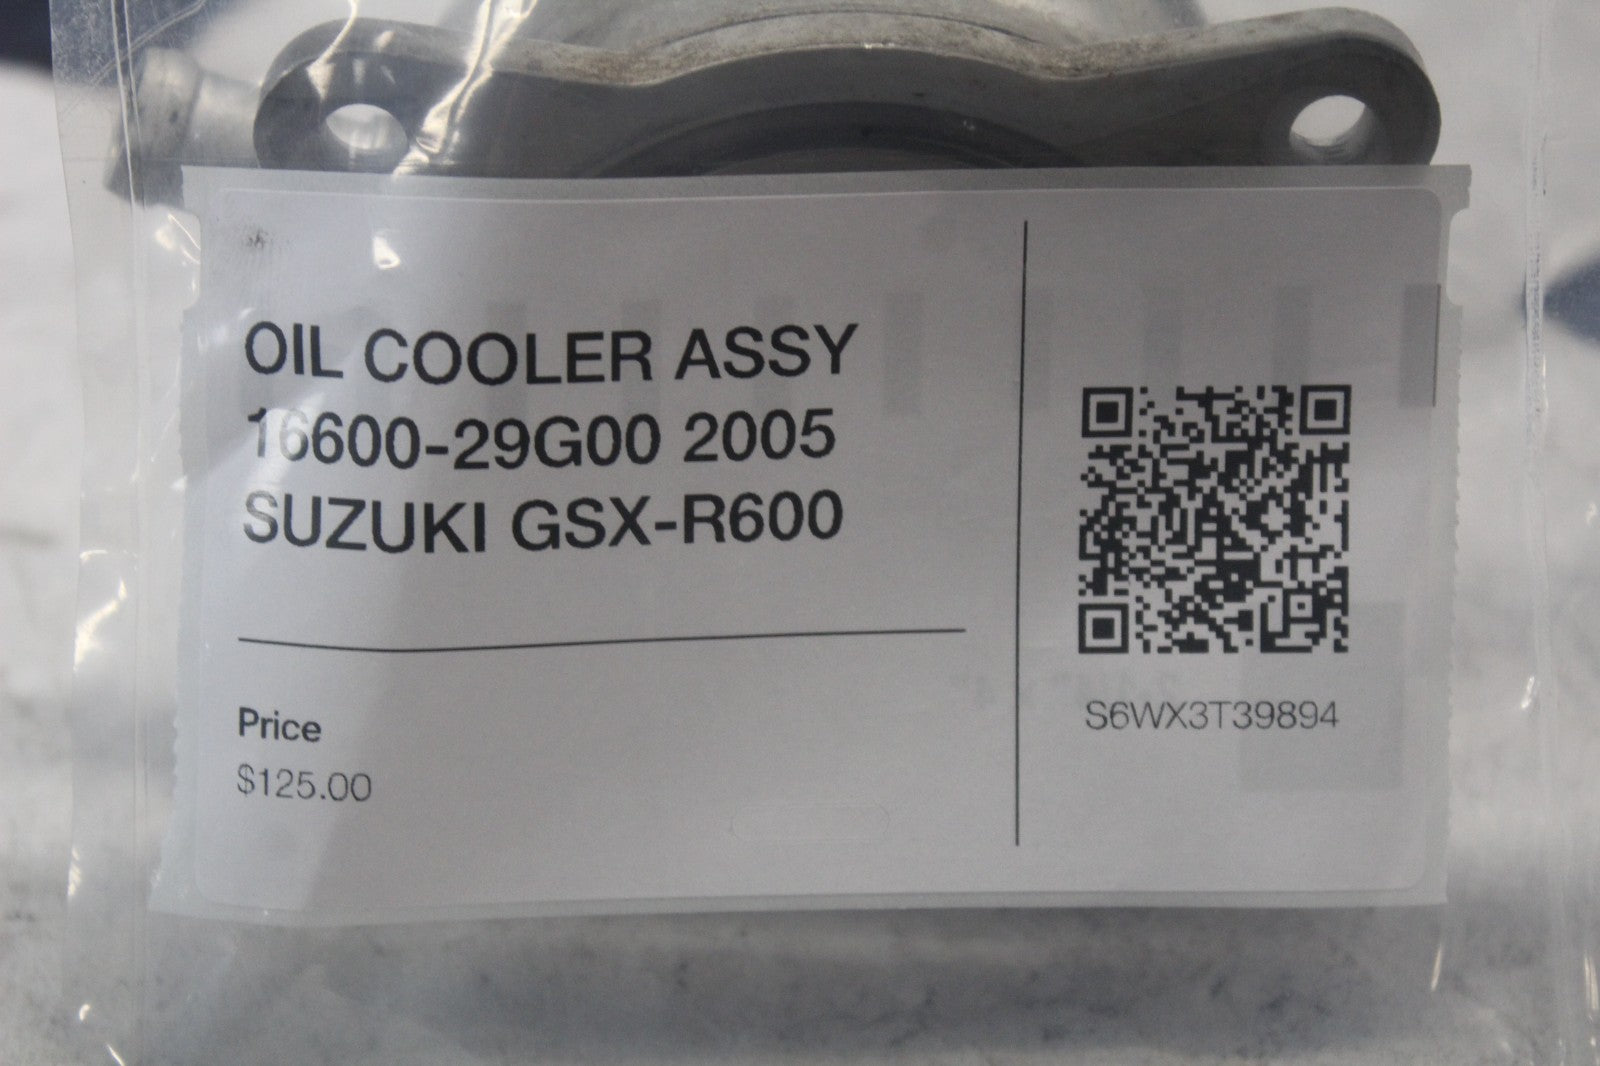 OIL COOLER ASSY
16600-29G00 2005
SUZUKI GSX-R600
Price
$125.00
S6WX3T39894